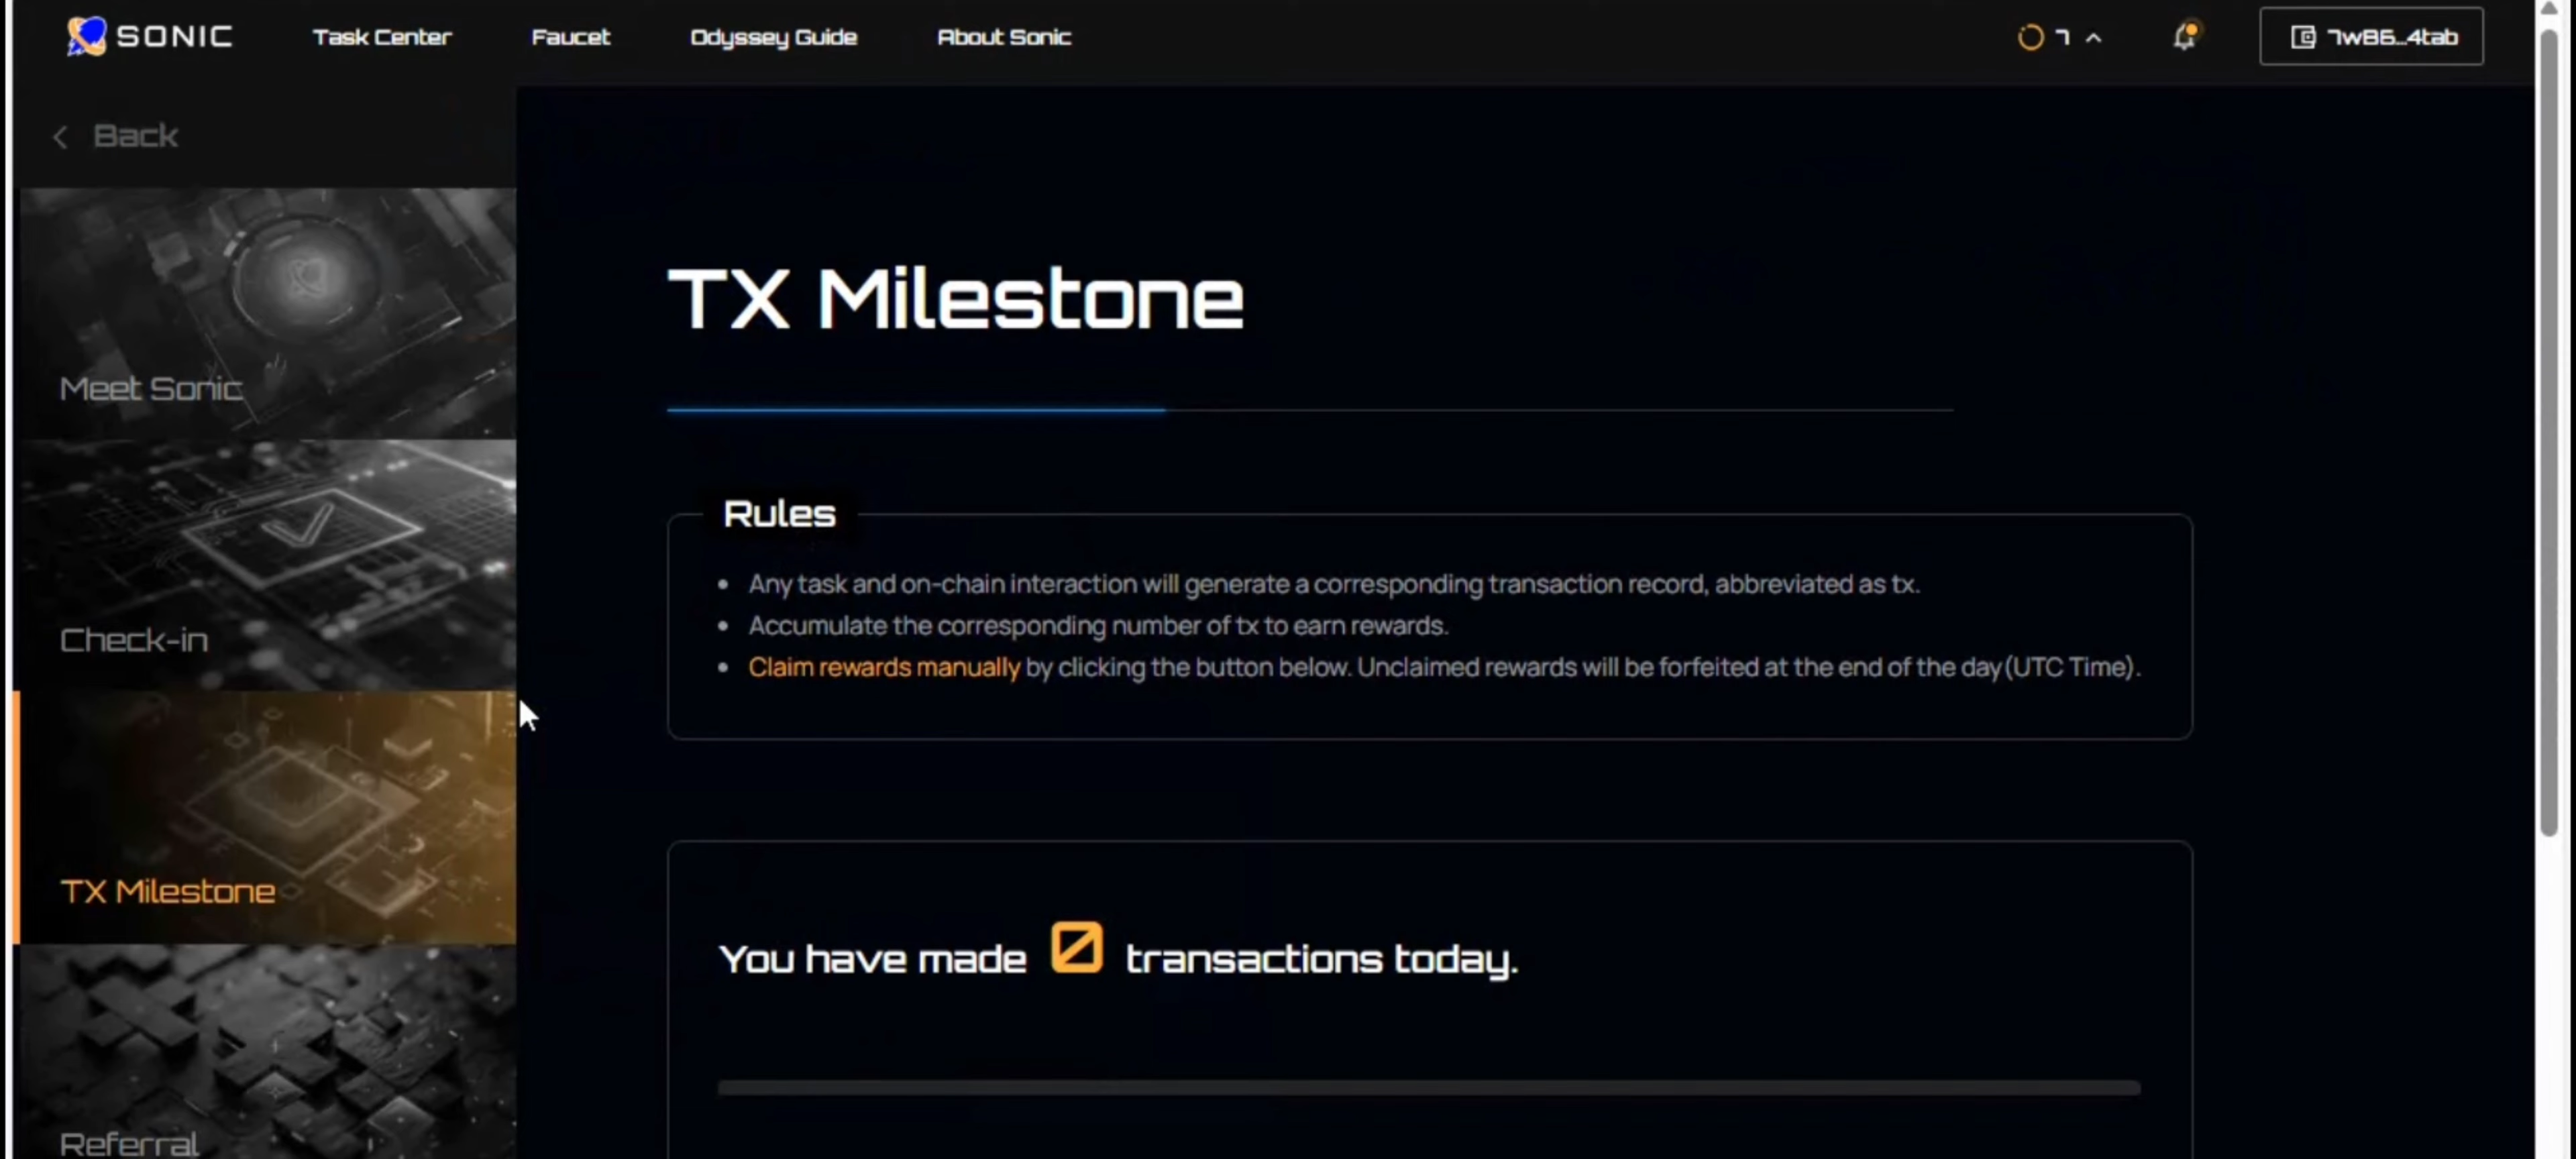 SONIC
Task Center
Faucet
Odyssey Guide
About Sonic
7
7wB6...4tab
Back
Meet Sonic
Check-in
TX Milestone
Referral
TX Milestone
Rules
Any task and on-chain interaction will generate a corresponding transaction record, abbreviated as tx.
Accumulate the corresponding number of tx to earn rewards.
Claim rewards manually by clicking the button below. Unclaimed rewards will be forfeited at the end of the day(UTC Time).
You have made 0 transactions today.